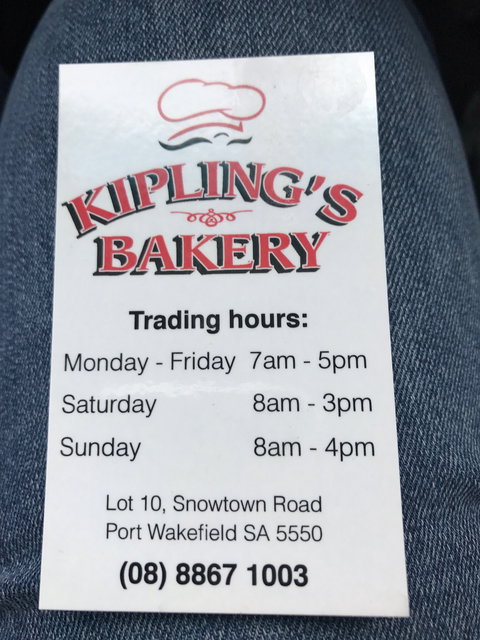 KIPLING'S
BAKERY
Trading hours:
Monday - Friday 7am - 5pm
Saturday 8am - 3pm
Sunday 8am - 4pm
Lot 10, Snowtown Road
Port Wakefield SA 5550
(08) 8867 1003